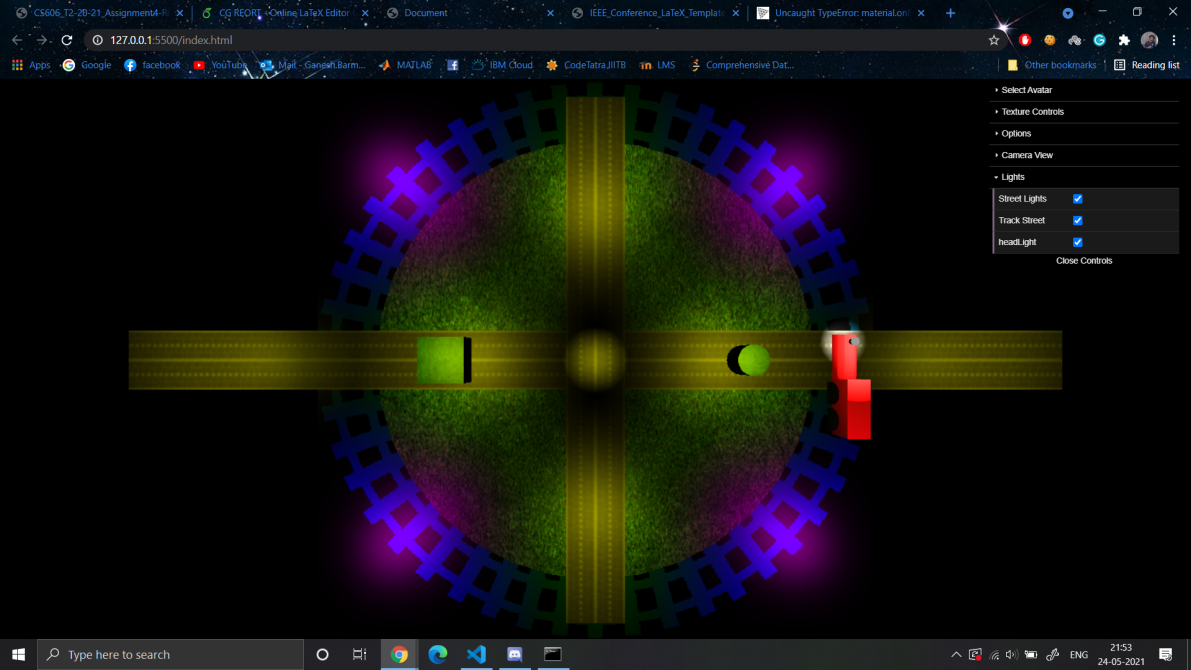 CS606_T2-20-21_Assignment4-R
CG REORT - Online LaTeX Editor
Document
IEEE_Conference_LaTeX_Template
Uncaught TypeError: material.onl
127.0.0.1:5500/index.html
Apps
Google
facebook
YouTube
Mail - Ganesh.Barm...
MATLAB
IBM Cloud
CodeTatra,IIITB
LMS
Comprehensive Dat...
Other bookmarks
Reading list
Select Avatar
Texture Controls
Options
Camera View
Lights
Street Lights
Track Street
headLight
Close Controls
Type here to search
ENG
21:53
24-05-2021